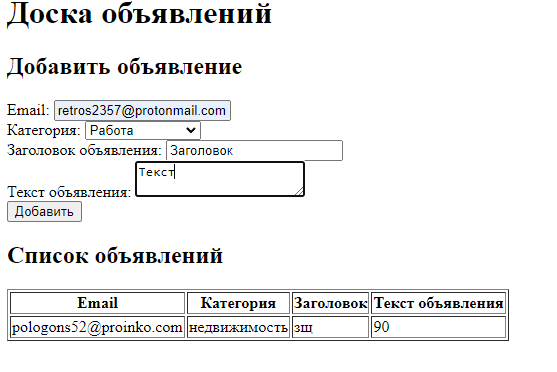 Доска объявлений
Добавить объявление
Email: retros2357@protonmail.com
Категория: Работа
Заголовок объявления: Заголовок
Текст объявления: Текст
Добавить
Список объявлений
Email Категория Заголовок Текст объявления
pologons52@proinko.com недвижимость зщ 90